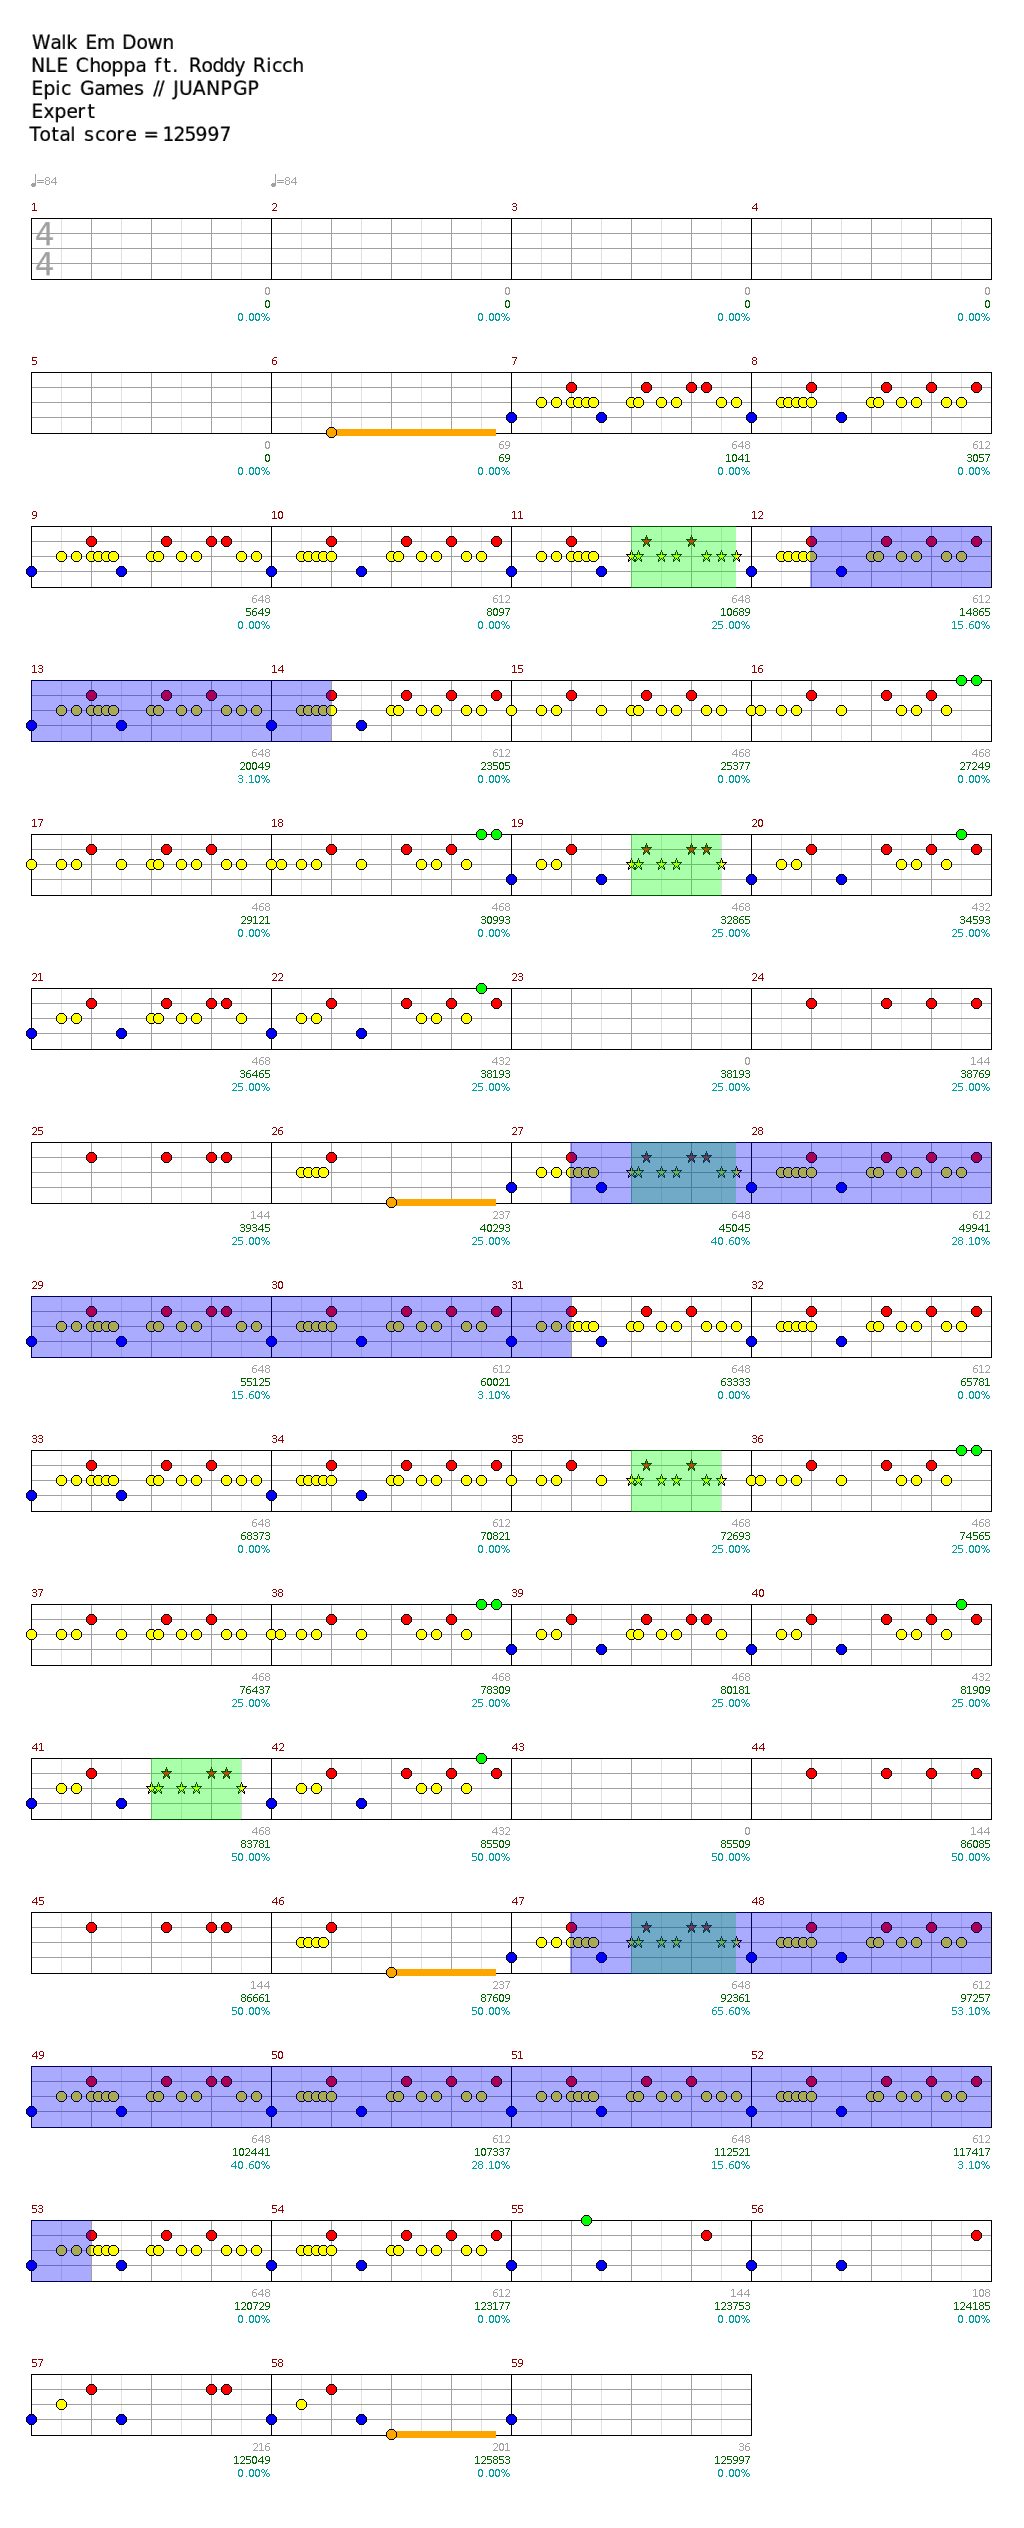 Walk Em Down
NLE Choppa ft. Roddy Ricch
Epic Games // JUANPGP
Expert
Total score = 125997
♩=84 ♩=84
1 2 3 4
4
4
0 0 0 0
0 0 0 0
0.00% 0.00% 0.00% 0.00%
5 6 7 8
0 69 648 612
0 69 1041 3057
0.00% 0.00% 0.00% 0.00%
9 10 11 12
648 612 648 612
5649 8097 10689 14865
0.00% 0.00% 25.00% 15.60%
13 14 15 16
648 612 468 468
20049 23505 25377 27249
3.10% 0.00% 0.00% 0.00%
17 18 19 20
468 468 468 432
29121 30993 32865 34593
0.00% 0.00% 25.00% 25.00%
21 22 23 24
468 432 0 144
36465 38193 38193 38769
25.00% 25.00% 25.00% 25.00%
25 26 27 28
144 237 648 612
39345 40293 45045 49941
25.00% 25.00% 40.60% 28.10%
29 30 31 32
648 612 648 612
55125 60021 63333 65781
15.60% 3.10% 0.00% 0.00%
33 34 35 36
648 612 468 468
68373 70821 72693 74565
0.00% 0.00% 25.00% 25.00%
37 38 39 40
468 468 468 432
76437 78309 80181 81909
25.00% 25.00% 25.00% 25.00%
41 42 43 44
468 432 0 144
83781 85509 85509 86085
50.00% 50.00% 50.00% 50.00%
45 46 47 48
144 237 648 612
86661 87609 92361 97257
50.00% 50.00% 65.60% 53.10%
49 50 51 52
648 612 648 612
102441 107337 112521 117417
40.60% 28.10% 15.60% 3.10%
53 54 55 56
648 612 144 108
120729 123177 123753 124185
0.00% 0.00% 0.00% 0.00%
57 58 59
216 201 36
125049 125853 125997
0.00% 0.00% 0.00%